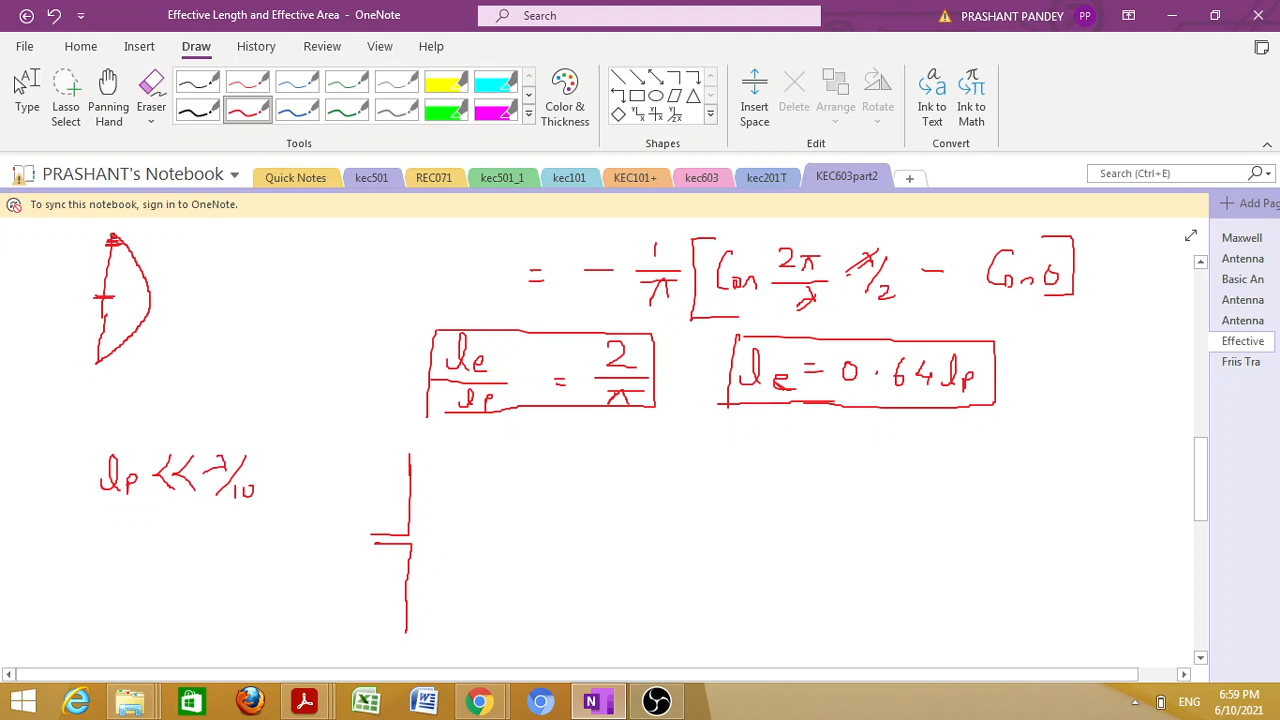 Effective Length and Effective Area - OneNote
Search
PRASHANT PANDEY PP
File Home Insert Draw History Review View Help
Type
Lasso Select
Panning Hand
Eraser
Color & Thickness
Insert Space
Delete
Arrange
Rotate
Ink to Text
Ink to Math
Tools
Shapes
Edit
Convert
PRASHANT's Notebook
Quick Notes kec501 REC071 kec501_1 kec101 KEC101+ kec603 kec201T KEC603part2
Search (Ctrl+E)
To sync this notebook, sign in to OneNote.
Add Pag
Maxwell
Antenna
Basic An
Antenna
Antenna
Effective
Friis Tra
= - 1/π [Cos 2π/λ · λ/2 - Cos 0]
le/lp = 2/π
le = 0.64 lp
lp << λ/10
ENG
6:59 PM
6/10/2021